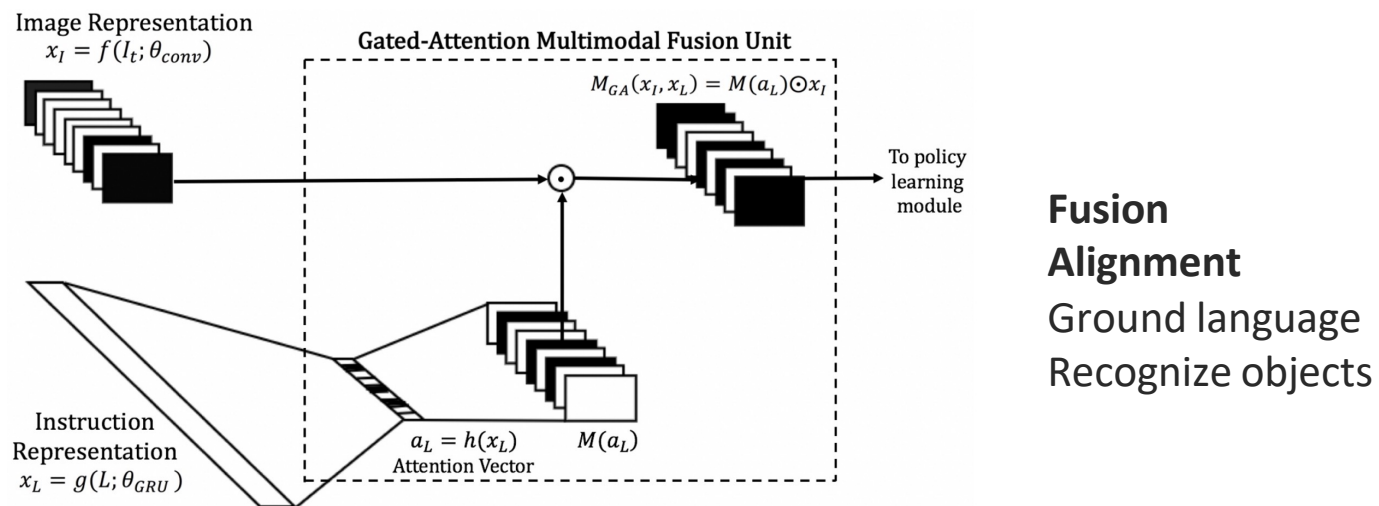 Image Representation
x_I = f(I_t; θ_conv)
Gated-Attention Multimodal Fusion Unit
M_GA(x_I, x_L) = M(a_L)⊙x_I
To policy
learning
module
Instruction
Representation
x_L = g(L; θ_GRU)
a_L = h(x_L)
Attention Vector
M(a_L)
Fusion
Alignment
Ground language
Recognize objects